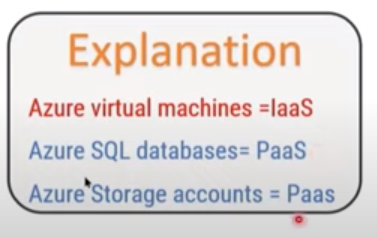 Explanation
Azure virtual machines =IaaS
Azure SQL databases= PaaS
Azure Storage accounts = Paas